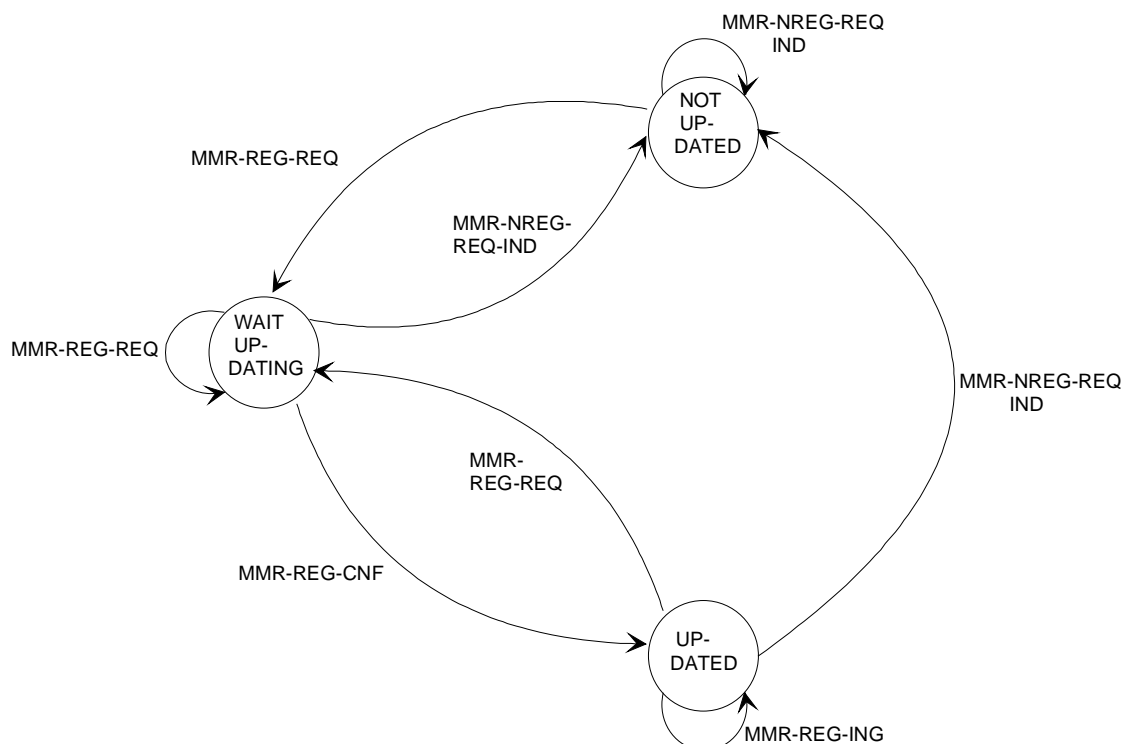 MMR-NREG-REQ
IND
NOT
UP-
DATED
MMR-REG-REQ
MMR-NREG-
REQ-IND
WAIT
UP-
DATING
MMR-REG-REQ
MMR-NREG-REQ
IND
MMR-
REG-REQ
MMR-REG-CNF
UP-
DATED
MMR-REG-ING